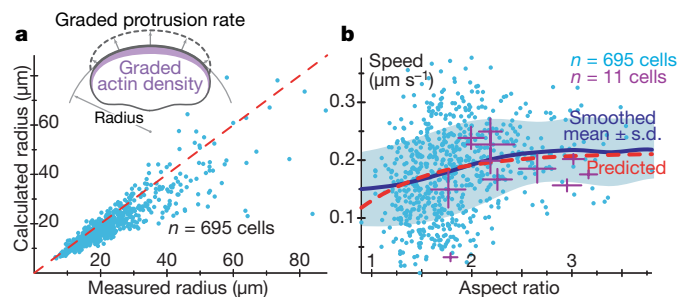 a
Graded protrusion rate
Graded
actin density
Radius
Calculated radius (μm)
60
40
20
n = 695 cells
20
40
60
80
Measured radius (μm)
b
Speed
(μm s⁻¹)
n = 695 cells
n = 11 cells
0.3
0.2
0.1
Smoothed
mean ± s.d.
Predicted
1
2
3
Aspect ratio